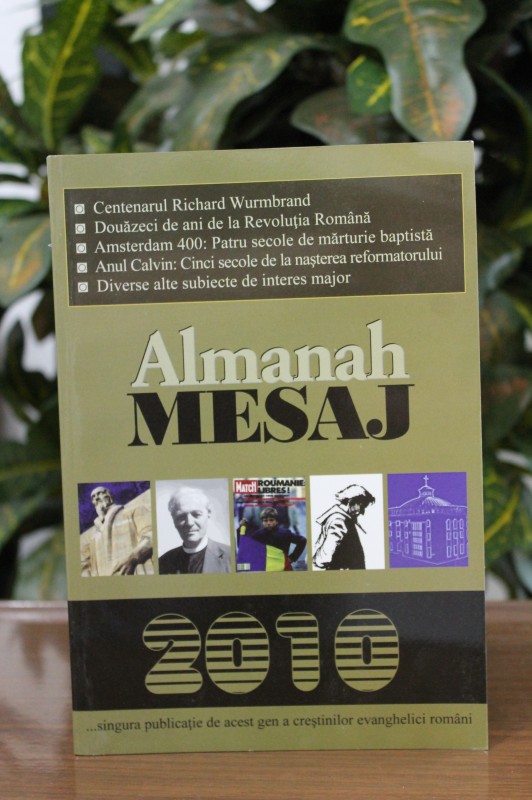 Centenarul Richard Wurmbrand
Douăzeci de ani de la Revoluția Română
Amsterdam 400: Patru secole de mărturie baptistă
Anul Calvin: Cinci secole de la nașterea reformatorului
Diverse alte subiecte de interes major
Almanah
MESAJ
MATCH
ROUMANIE:
LIBRES!
2010
...singura publicație de acest gen a creștinilor evanghelici români